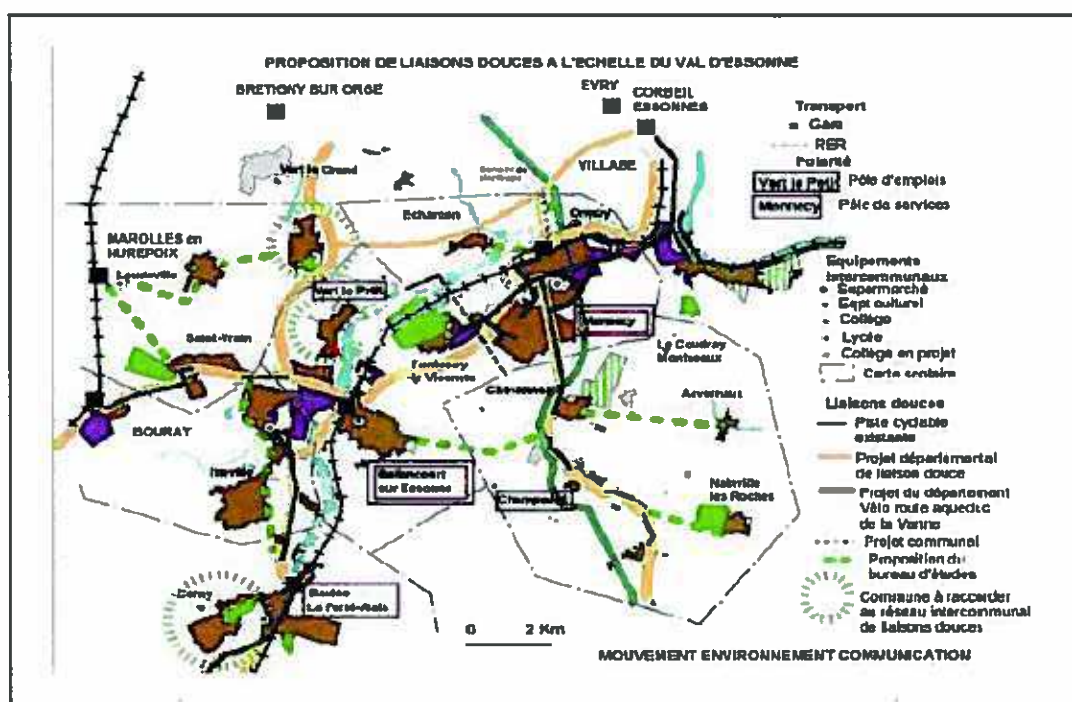 PROPOSITION DE LIAISONS DOUCES A L'ECHELLE DU VAL D'ESSONNE
BRETIGNY SUR ORGE
EVRY
CORBEIL
ESSONNES
VILLABE
Vert le Grand
Echarcon
Ormoy
MAROLLES en
HUREPOIX
Leudeville
Vert le Petit
Mennecy
Saint-Vrain
Fontenay
le Vicomte
Le Coudray
Montceaux
Chevannes
Auvernaux
BOURAY
Itteville
Ballancourt
sur Essonne
Champcueil
Nainville
les Roches
Cerny
Boutigny
La Ferté-Alais
0 2 Km
Transport
Gare
RER
Polarité
Vert le Petit
Pôle d'emplois
Mennecy
Pôle de services
Equipements
Intercommunaux
Supermarché
Eqpt culturel
Collège
Lycée
Collège en projet
Carte scolaire
Liaisons douces
Piste cyclable
existante
Projet départemental
de liaison douce
Projet du département
Vélo route aqueduc
de la Vanne
Projet communal
Proposition du
bureau d'études
Commune à raccorder
au réseau intercommunal
de liaisons douces
MOUVEMENT ENVIRONNEMENT COMMUNICATION